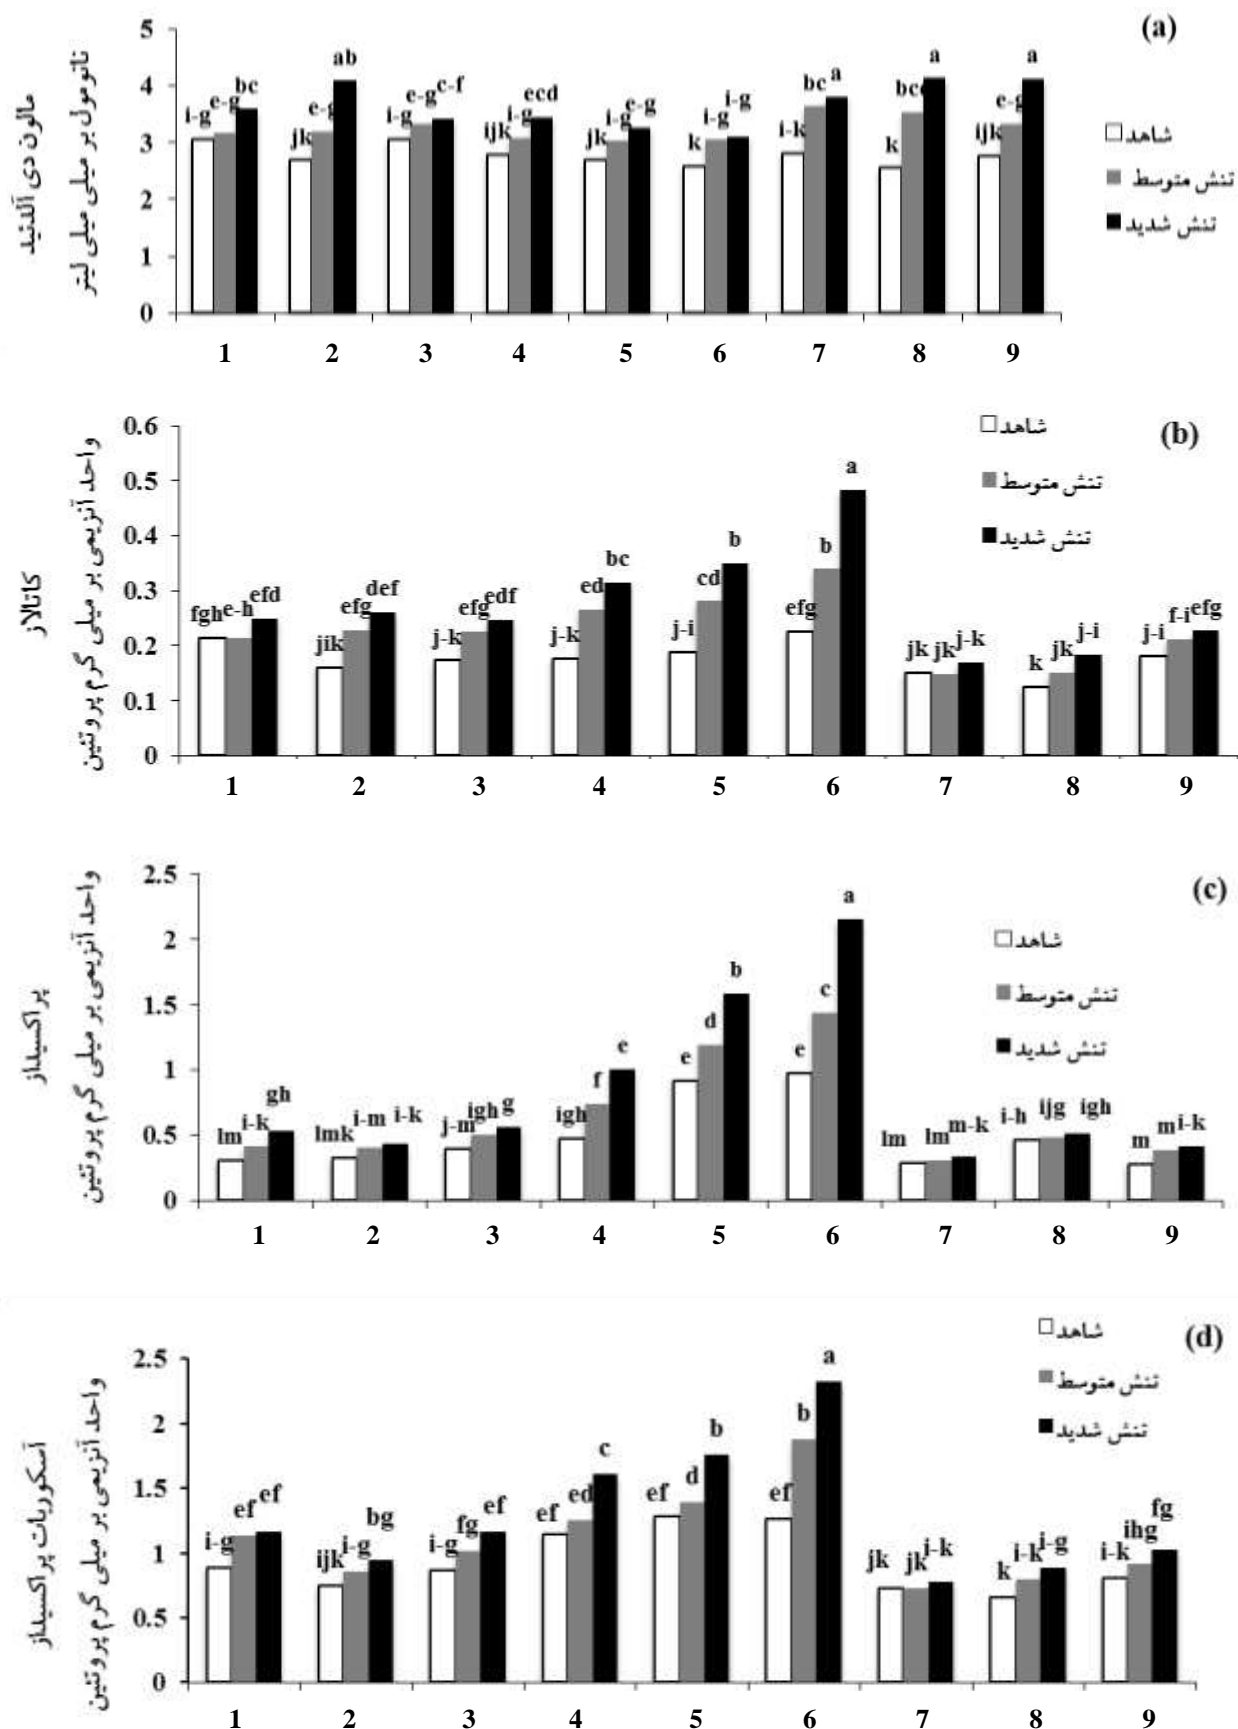 (a)
مالون دی آلدئید
نانومول بر میلی میلی لیتر
5
4
3
2
1
0
i-g e-g bc
jk e-g ab
i-g e-g c-f
ijk i-g ecd
jk i-g e-g
k i-g i-g
i-k bc a
k bcd a
ijk e-g a
1 2 3 4 5 6 7 8 9
شاهد
تنش متوسط
تنش شدید
(b)
کاتالاز
واحد آنزیمی بر میلی گرم پروتئین
0.6
0.5
0.4
0.3
0.2
0.1
0
fgh e-h efd
jik efg def
j-k efg edf
j-k ed bc
j-i cd b
efg b a
jk jk j-k
k jk j-i
j-i f-i efg
1 2 3 4 5 6 7 8 9
شاهد
تنش متوسط
تنش شدید
(c)
پراکسیداز
واحد آنزیمی بر میلی گرم پروتئین
2.5
2
1.5
1
0.5
0
lm i-k gh
lmk i-m i-k
j-m igh g
igh f e
e d b
e c a
lm lm m-k
i-h ijg igh
m m i-k
1 2 3 4 5 6 7 8 9
شاهد
تنش متوسط
تنش شدید
(d)
آسکوربات پراکسیداز
واحد آنزیمی بر میلی گرم پروتئین
2.5
2
1.5
1
0.5
0
i-g ef ef
ijk i-g bg
i-g fg ef
ef ed c
ef d b
ef b a
jk jk i-k
k i-k i-g
i-k ihg fg
1 2 3 4 5 6 7 8 9
شاهد
تنش متوسط
تنش شدید